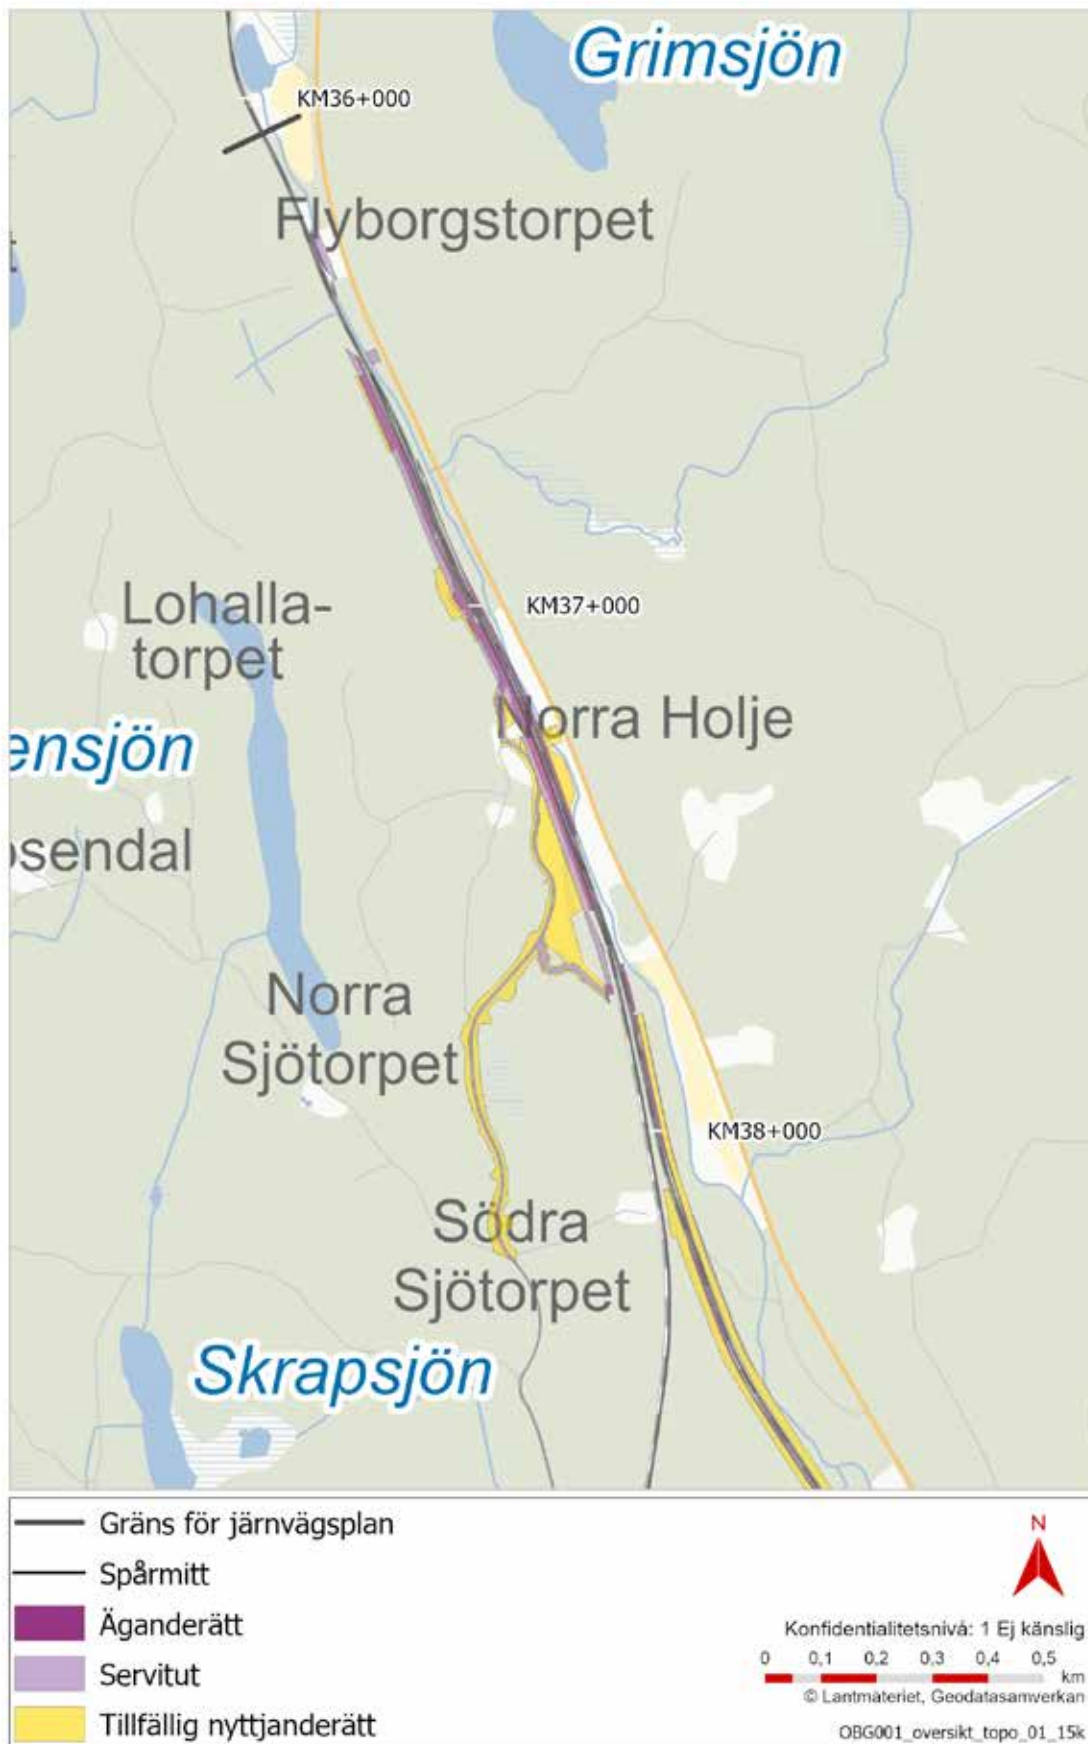 Grimsjön
KM36+000
Flyborgstorpet
t
Lohalla-
torpet
KM37+000
Norra Holje
ensjön
osendal
Norra
Sjötorpet
KM38+000
Södra
Sjötorpet
Skrapsjön
Gräns för järnvägsplan
Spårmitt
Äganderätt
Servitut
Tillfällig nyttjanderätt
N
Konfidentialitetsnivå: 1 Ej känslig
0 0,1 0,2 0,3 0,4 0,5
km
© Lantmäteriet, Geodatasamverkan
OBG001_oversikt_topo_01_15k